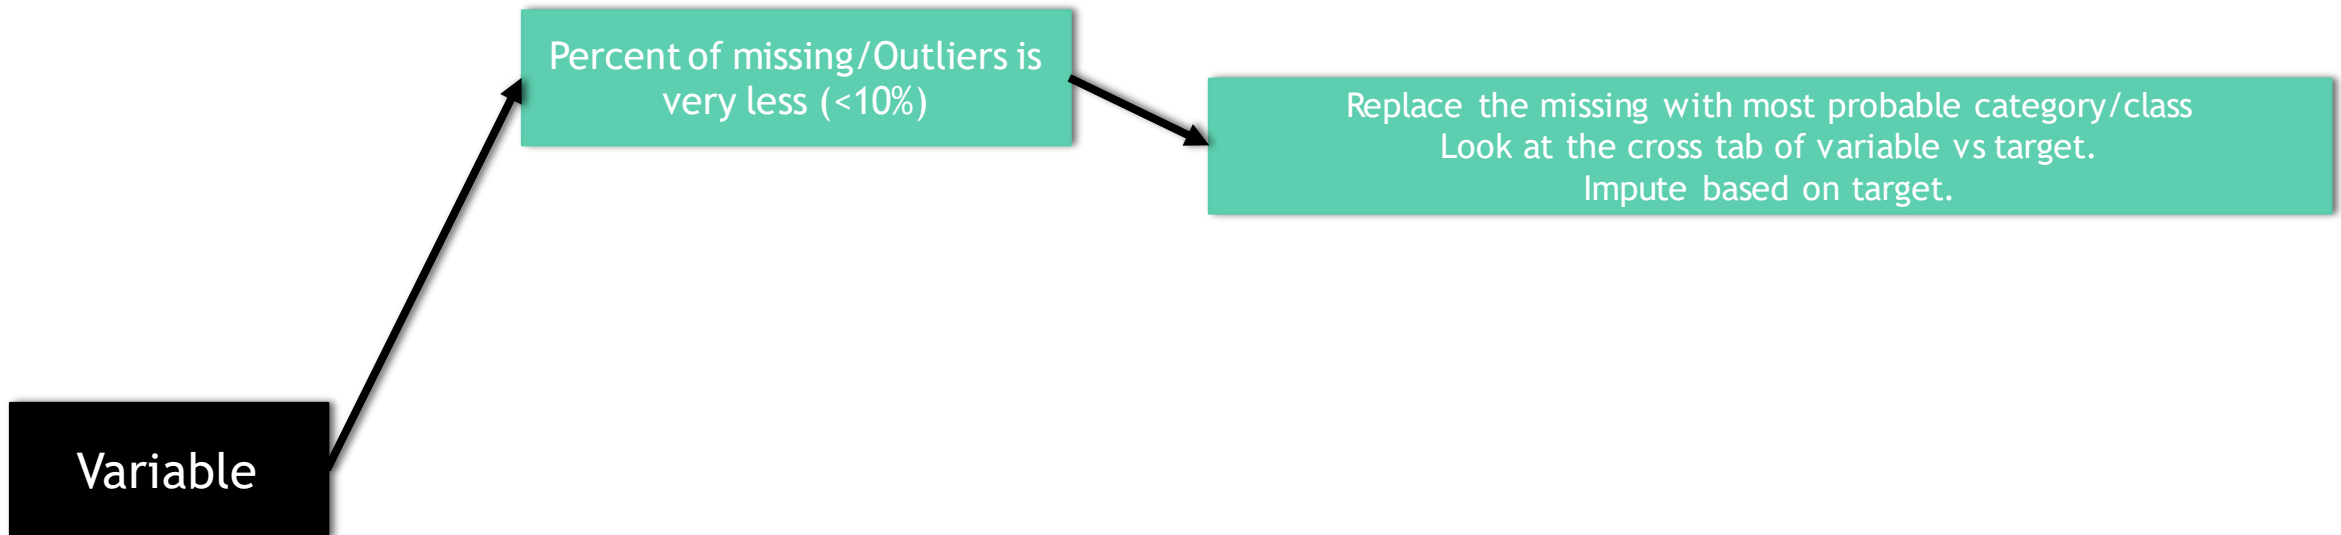 Percent of missing/Outliers is
very less (<10%)
Replace the missing with most probable category/class
Look at the cross tab of variable vs target.
Impute based on target.
Variable